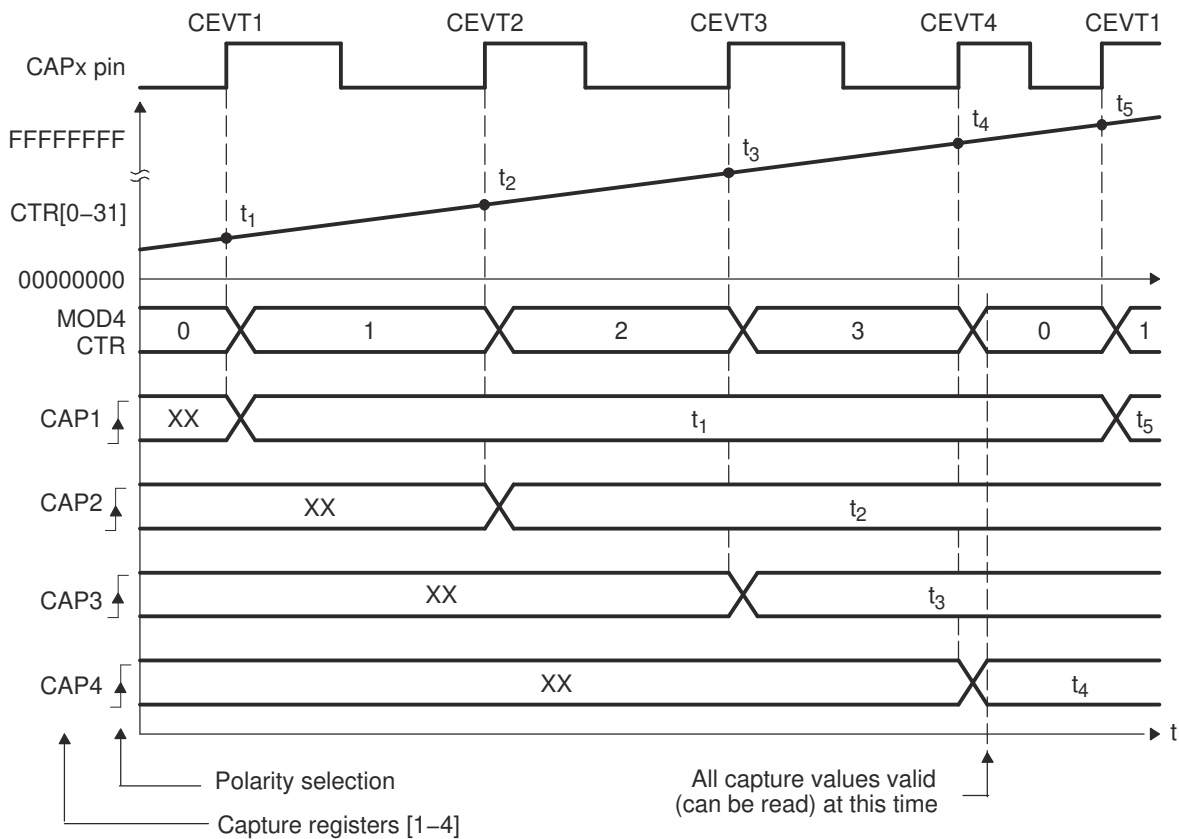 CEVT1 CEVT2 CEVT3 CEVT4 CEVT1
CAPx pin
t5
FFFFFFFF
t4
t3
t2
CTR[0−31]
t1
00000000
MOD4
CTR
0 1 2 3 0 1
CAP1 XX t1 t5
CAP2 XX t2
CAP3 XX t3
CAP4 XX t4
t
Polarity selection
All capture values valid
(can be read) at this time
Capture registers [1−4]